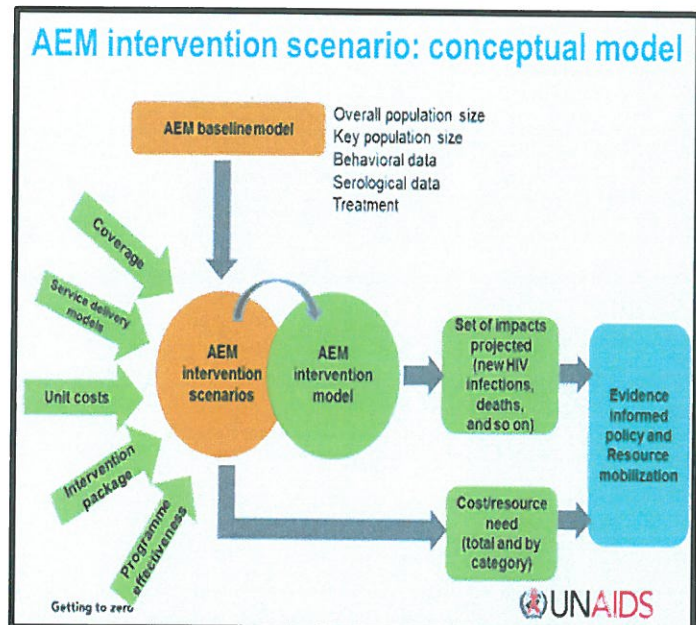 AEM intervention scenario: conceptual model
AEM baseline model
Overall population size
Key population size
Behavioral data
Serological data
Treatment
Coverage
Service delivery
models
Unit costs
Intervention
package
Programme
effectiveness
AEM
intervention
scenarios
AEM
intervention
model
Set of impacts
projected
(new HIV
infections,
deaths,
and so on)
Cost/resource
need
(total and by
category)
Evidence
informed
policy and
Resource
mobilization
Getting to zero
UNAIDS